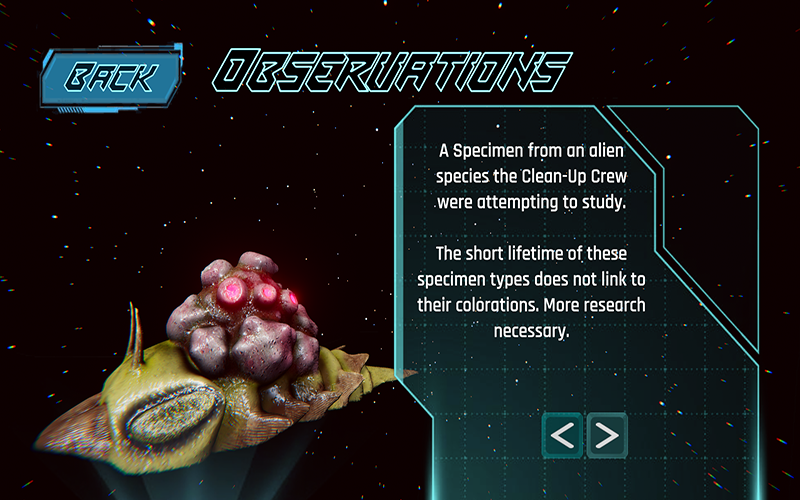 BACK
OBSERVATIONS
A Specimen from an alien
species the Clean-Up Crew
were attempting to study.
The short lifetime of these
specimen types does not link to
their colorations. More research
necessary.
< >